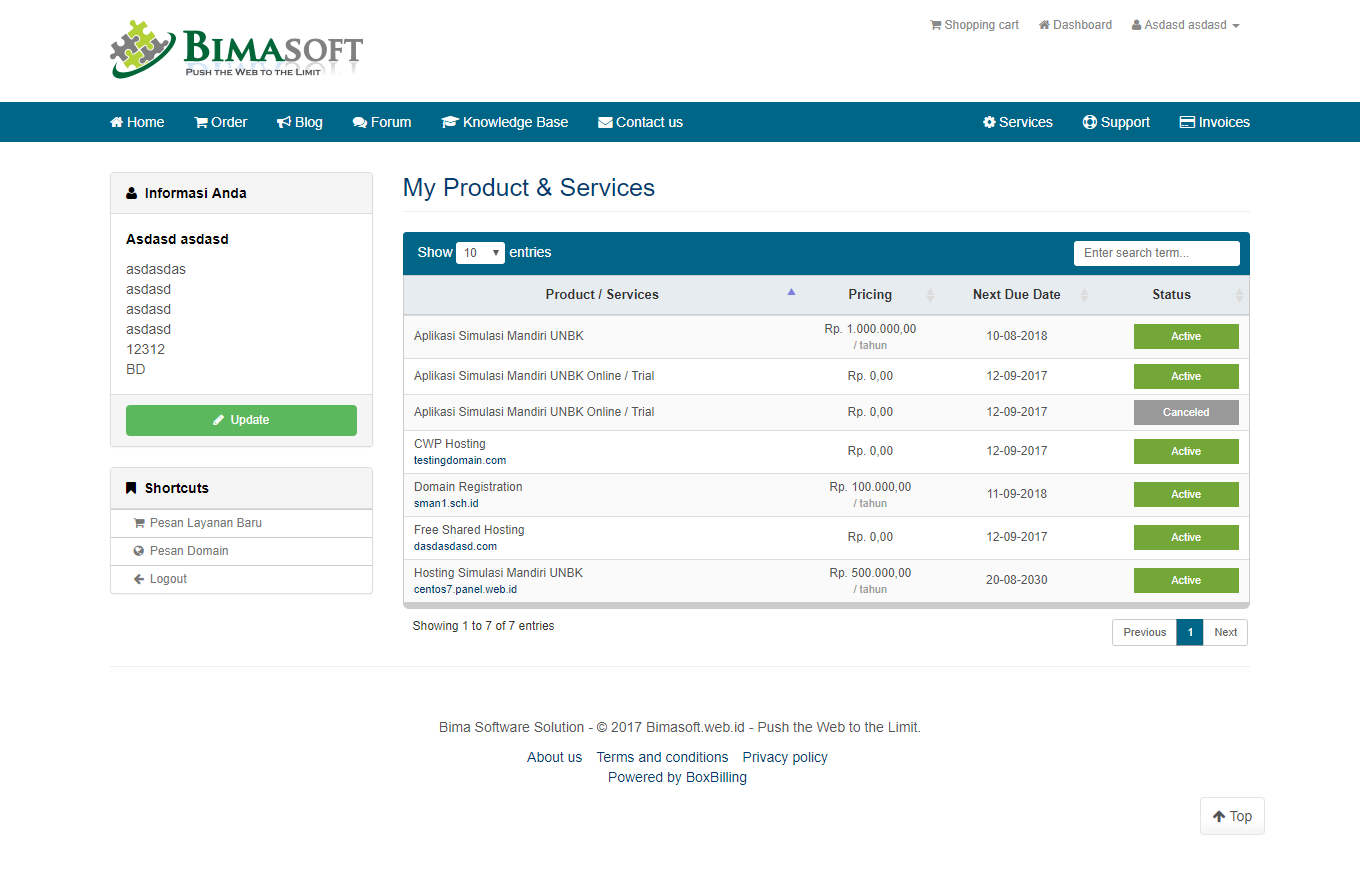 BIMASOFT
PUSH THE WEB TO THE LIMIT
Shopping cart Dashboard Asdasd asdasd
Home Order Blog Forum Knowledge Base Contact us Services Support Invoices
Informasi Anda
Asdasd asdasd
asdasdas
asdasd
asdasd
asdasd
12312
BD
Update
Shortcuts
Pesan Layanan Baru
Pesan Domain
Logout
My Product & Services
Show 10 entries Enter search term...
Product / Services Pricing Next Due Date Status
Aplikasi Simulasi Mandiri UNBK Rp. 1.000.000,00 / tahun 10-08-2018 Active
Aplikasi Simulasi Mandiri UNBK Online / Trial Rp. 0,00 12-09-2017 Active
Aplikasi Simulasi Mandiri UNBK Online / Trial Rp. 0,00 12-09-2017 Canceled
CWP Hosting Rp. 0,00 12-09-2017 Active
testingdomain.com
Domain Registration Rp. 100.000,00 11-09-2018 Active
sman1.sch.id / tahun
Free Shared Hosting Rp. 0,00 12-09-2017 Active
dasdasdasd.com
Hosting Simulasi Mandiri UNBK Rp. 500.000,00 20-08-2030 Active
centos7.panel.web.id / tahun
Showing 1 to 7 of 7 entries Previous 1 Next
Bima Software Solution - © 2017 Bimasoft.web.id - Push the Web to the Limit.
About us Terms and conditions Privacy policy
Powered by BoxBilling
Top